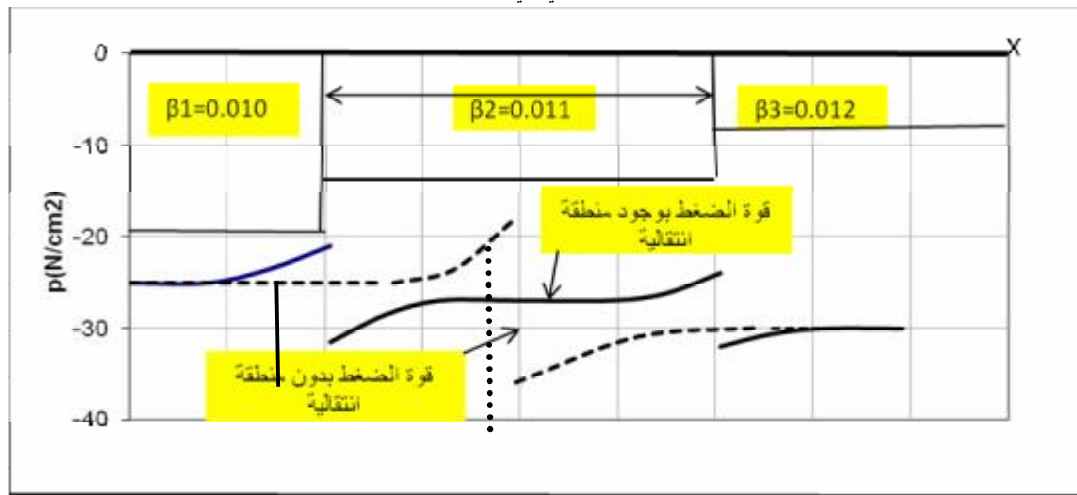 0
X
β1=0.010
β2=0.011
β3=0.012
-10
قوة الضغط بوجود منطقة
انتقالية
-20
p(N/cm2)
-30
قوة الضغط بدون منطقة
انتقالية
-40